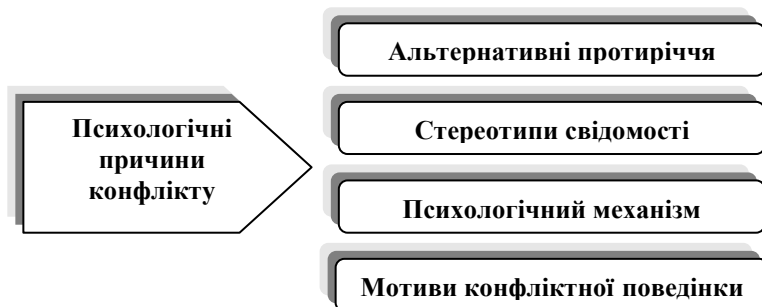 Психологічні
причини
конфлікту
Альтернативні протиріччя
Стереотипи свідомості
Психологічний механізм
Мотиви конфліктної поведінки